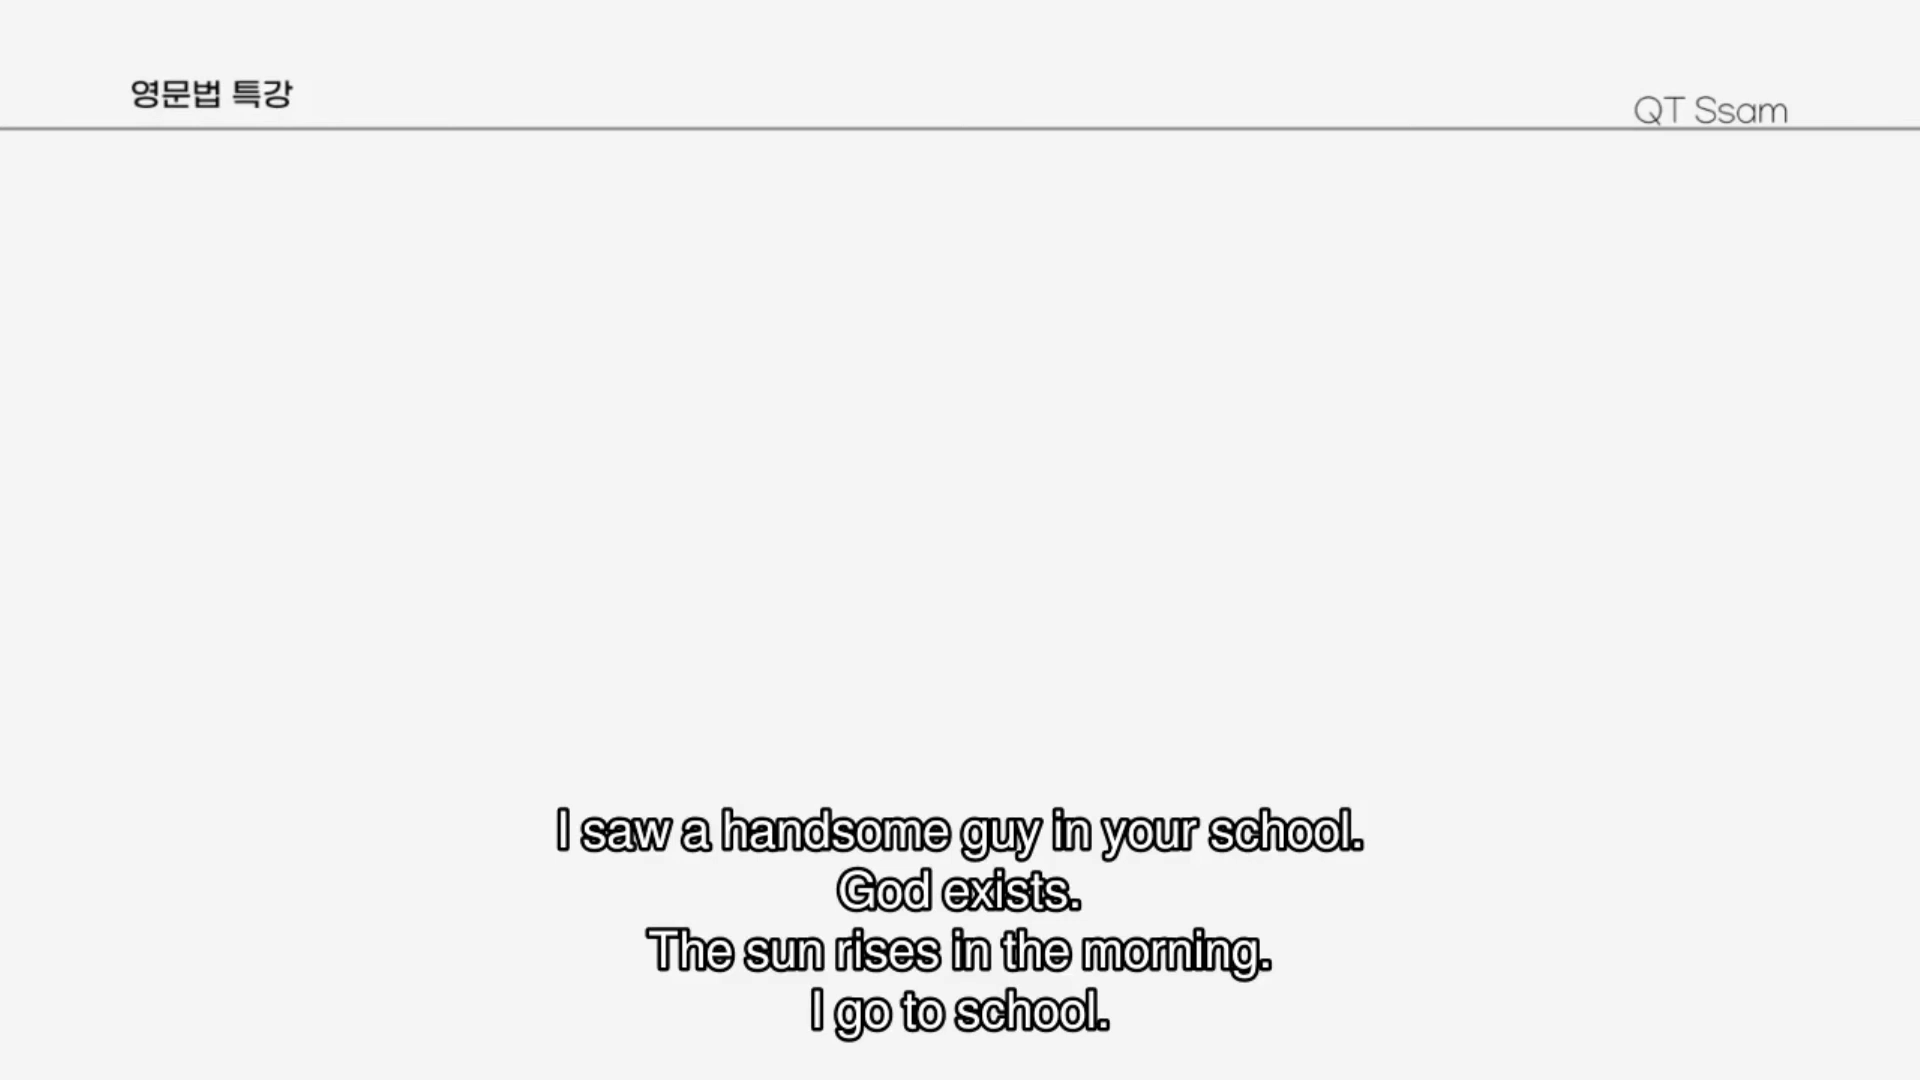 영문법 특강
QT Ssam
I saw a handsome guy in your school.
God exists.
The sun rises in the morning.
I go to school.